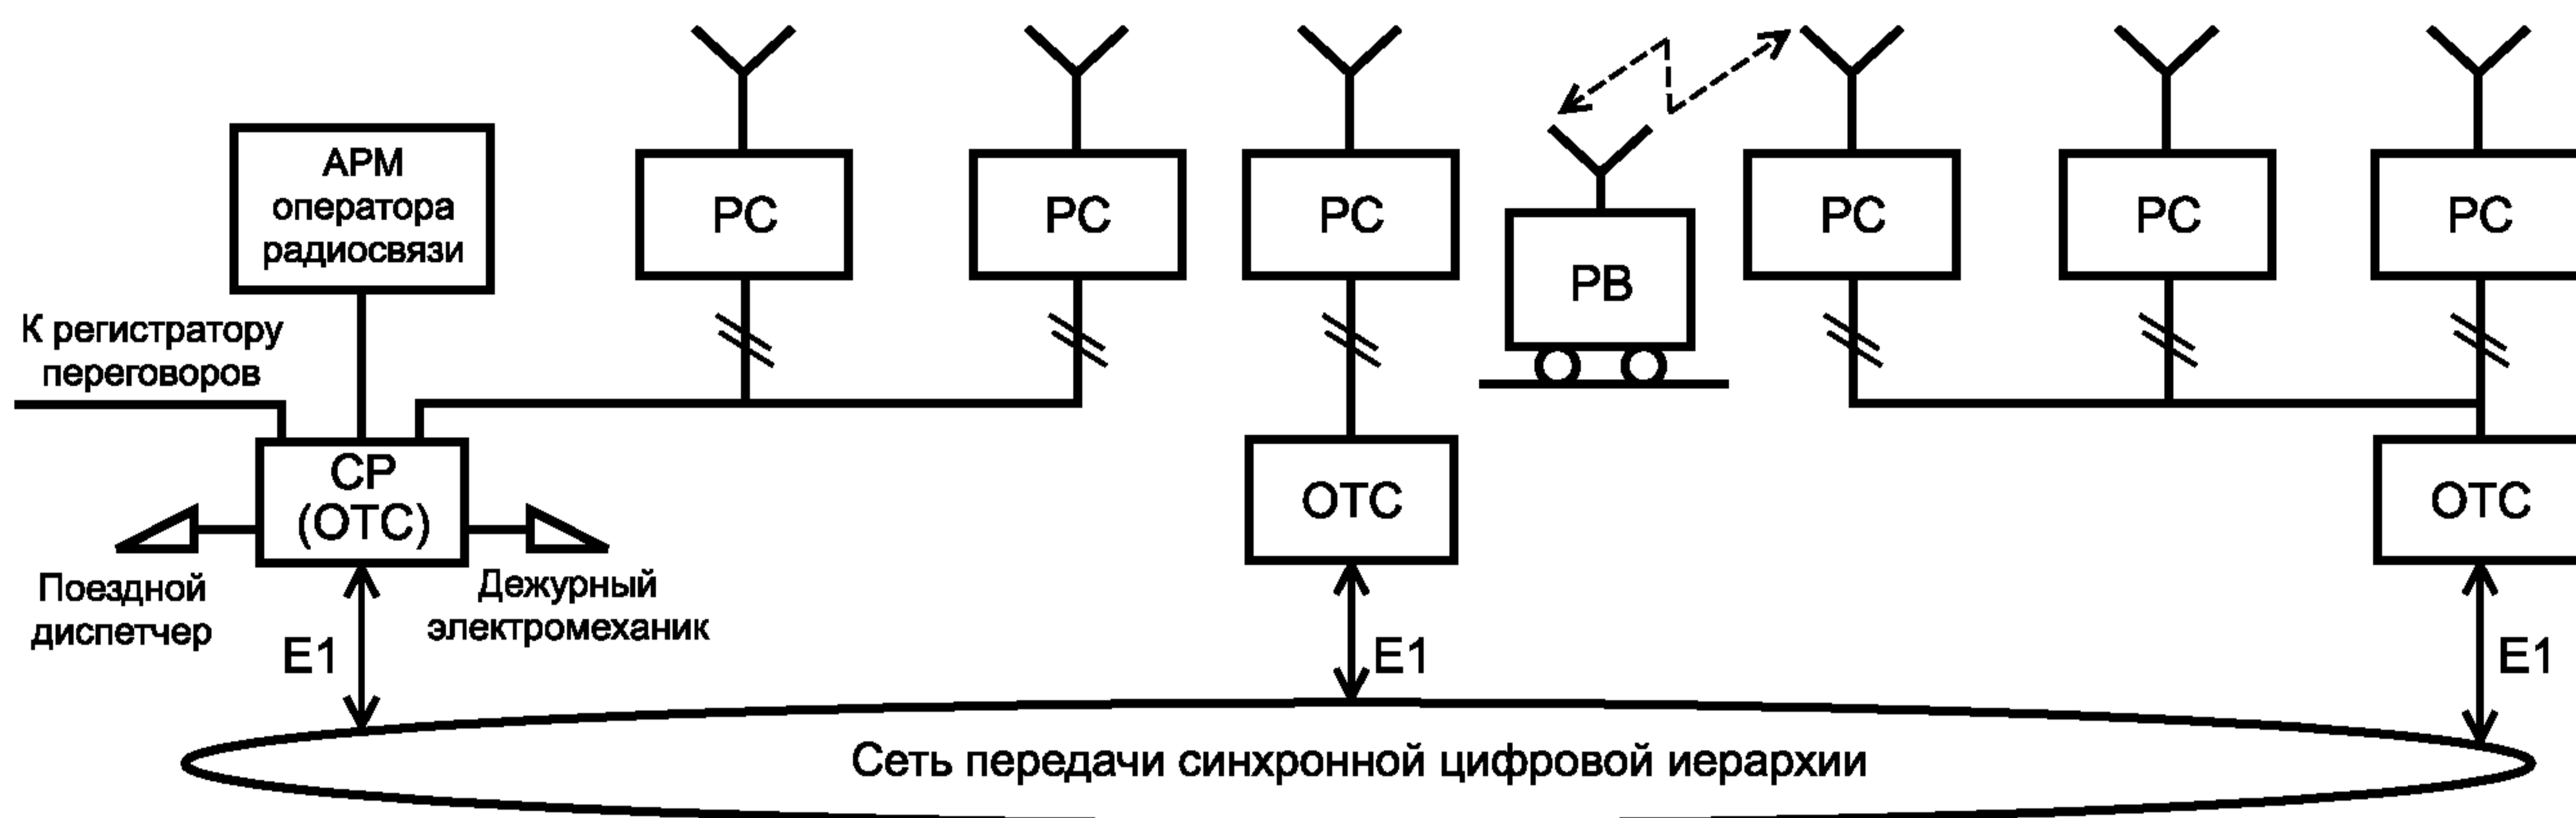 АРМ
оператора
радиосвязи
РС
РС
РС
РВ
РС
РС
РС
К регистратору
переговоров
СР
(ОТС)
ОТС
ОТС
Поездной
диспетчер
Дежурный
электромеханик
Е1
Е1
Е1
Сеть передачи синхронной цифровой иерархии